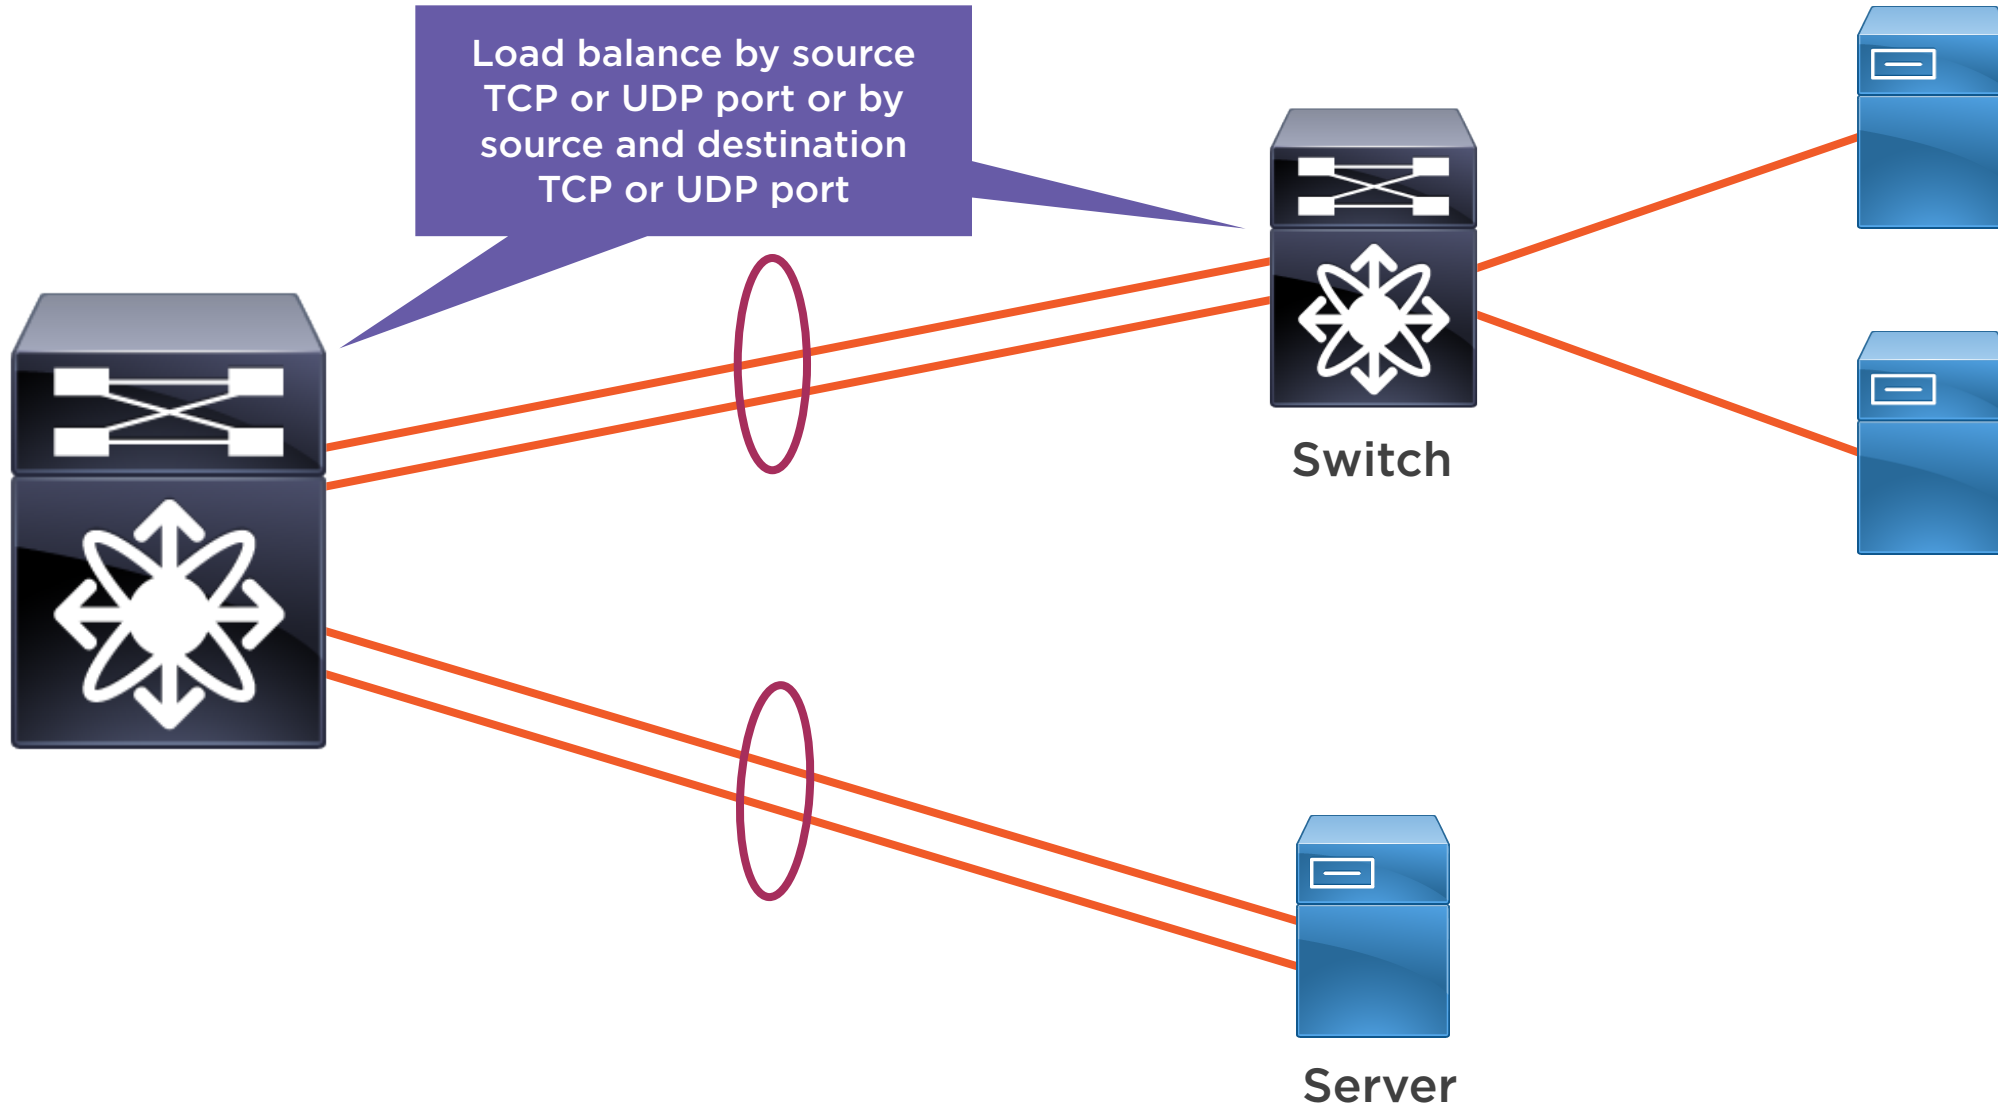 Load balance by source
TCP or UDP port or by
source and destination
TCP or UDP port
Switch
Server